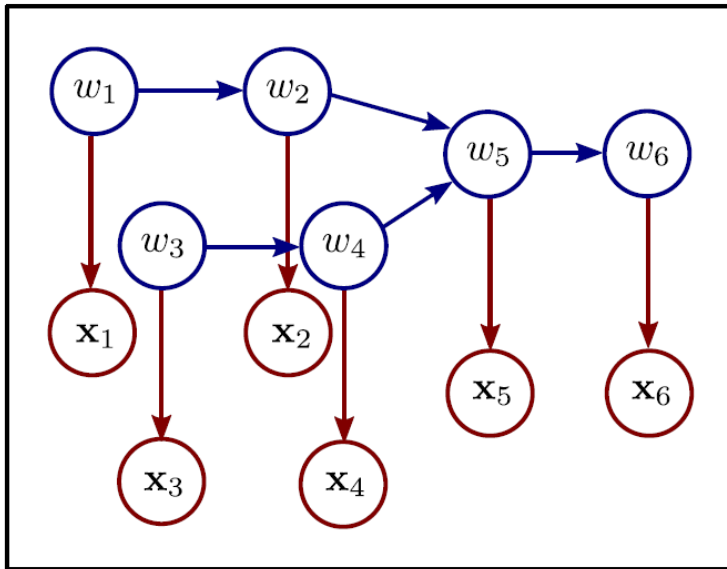 w₁ w₂
w₅ w₆
w₃ w₄
x₁ x₂
x₅ x₆
x₃ x₄